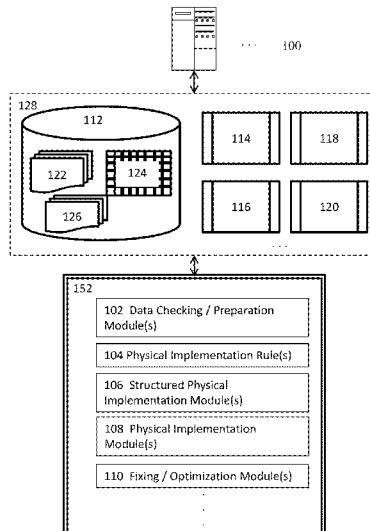 ... 100
128
112
114
118
122
124
126
116
120
...
152
102 Data Checking / Preparation
Module(s)
104 Physical Implementation Rule(s)
106 Structured Physical
Implementation Module(s)
108 Physical Implementation
Module(s)
110 Fixing / Optimization Module(s)